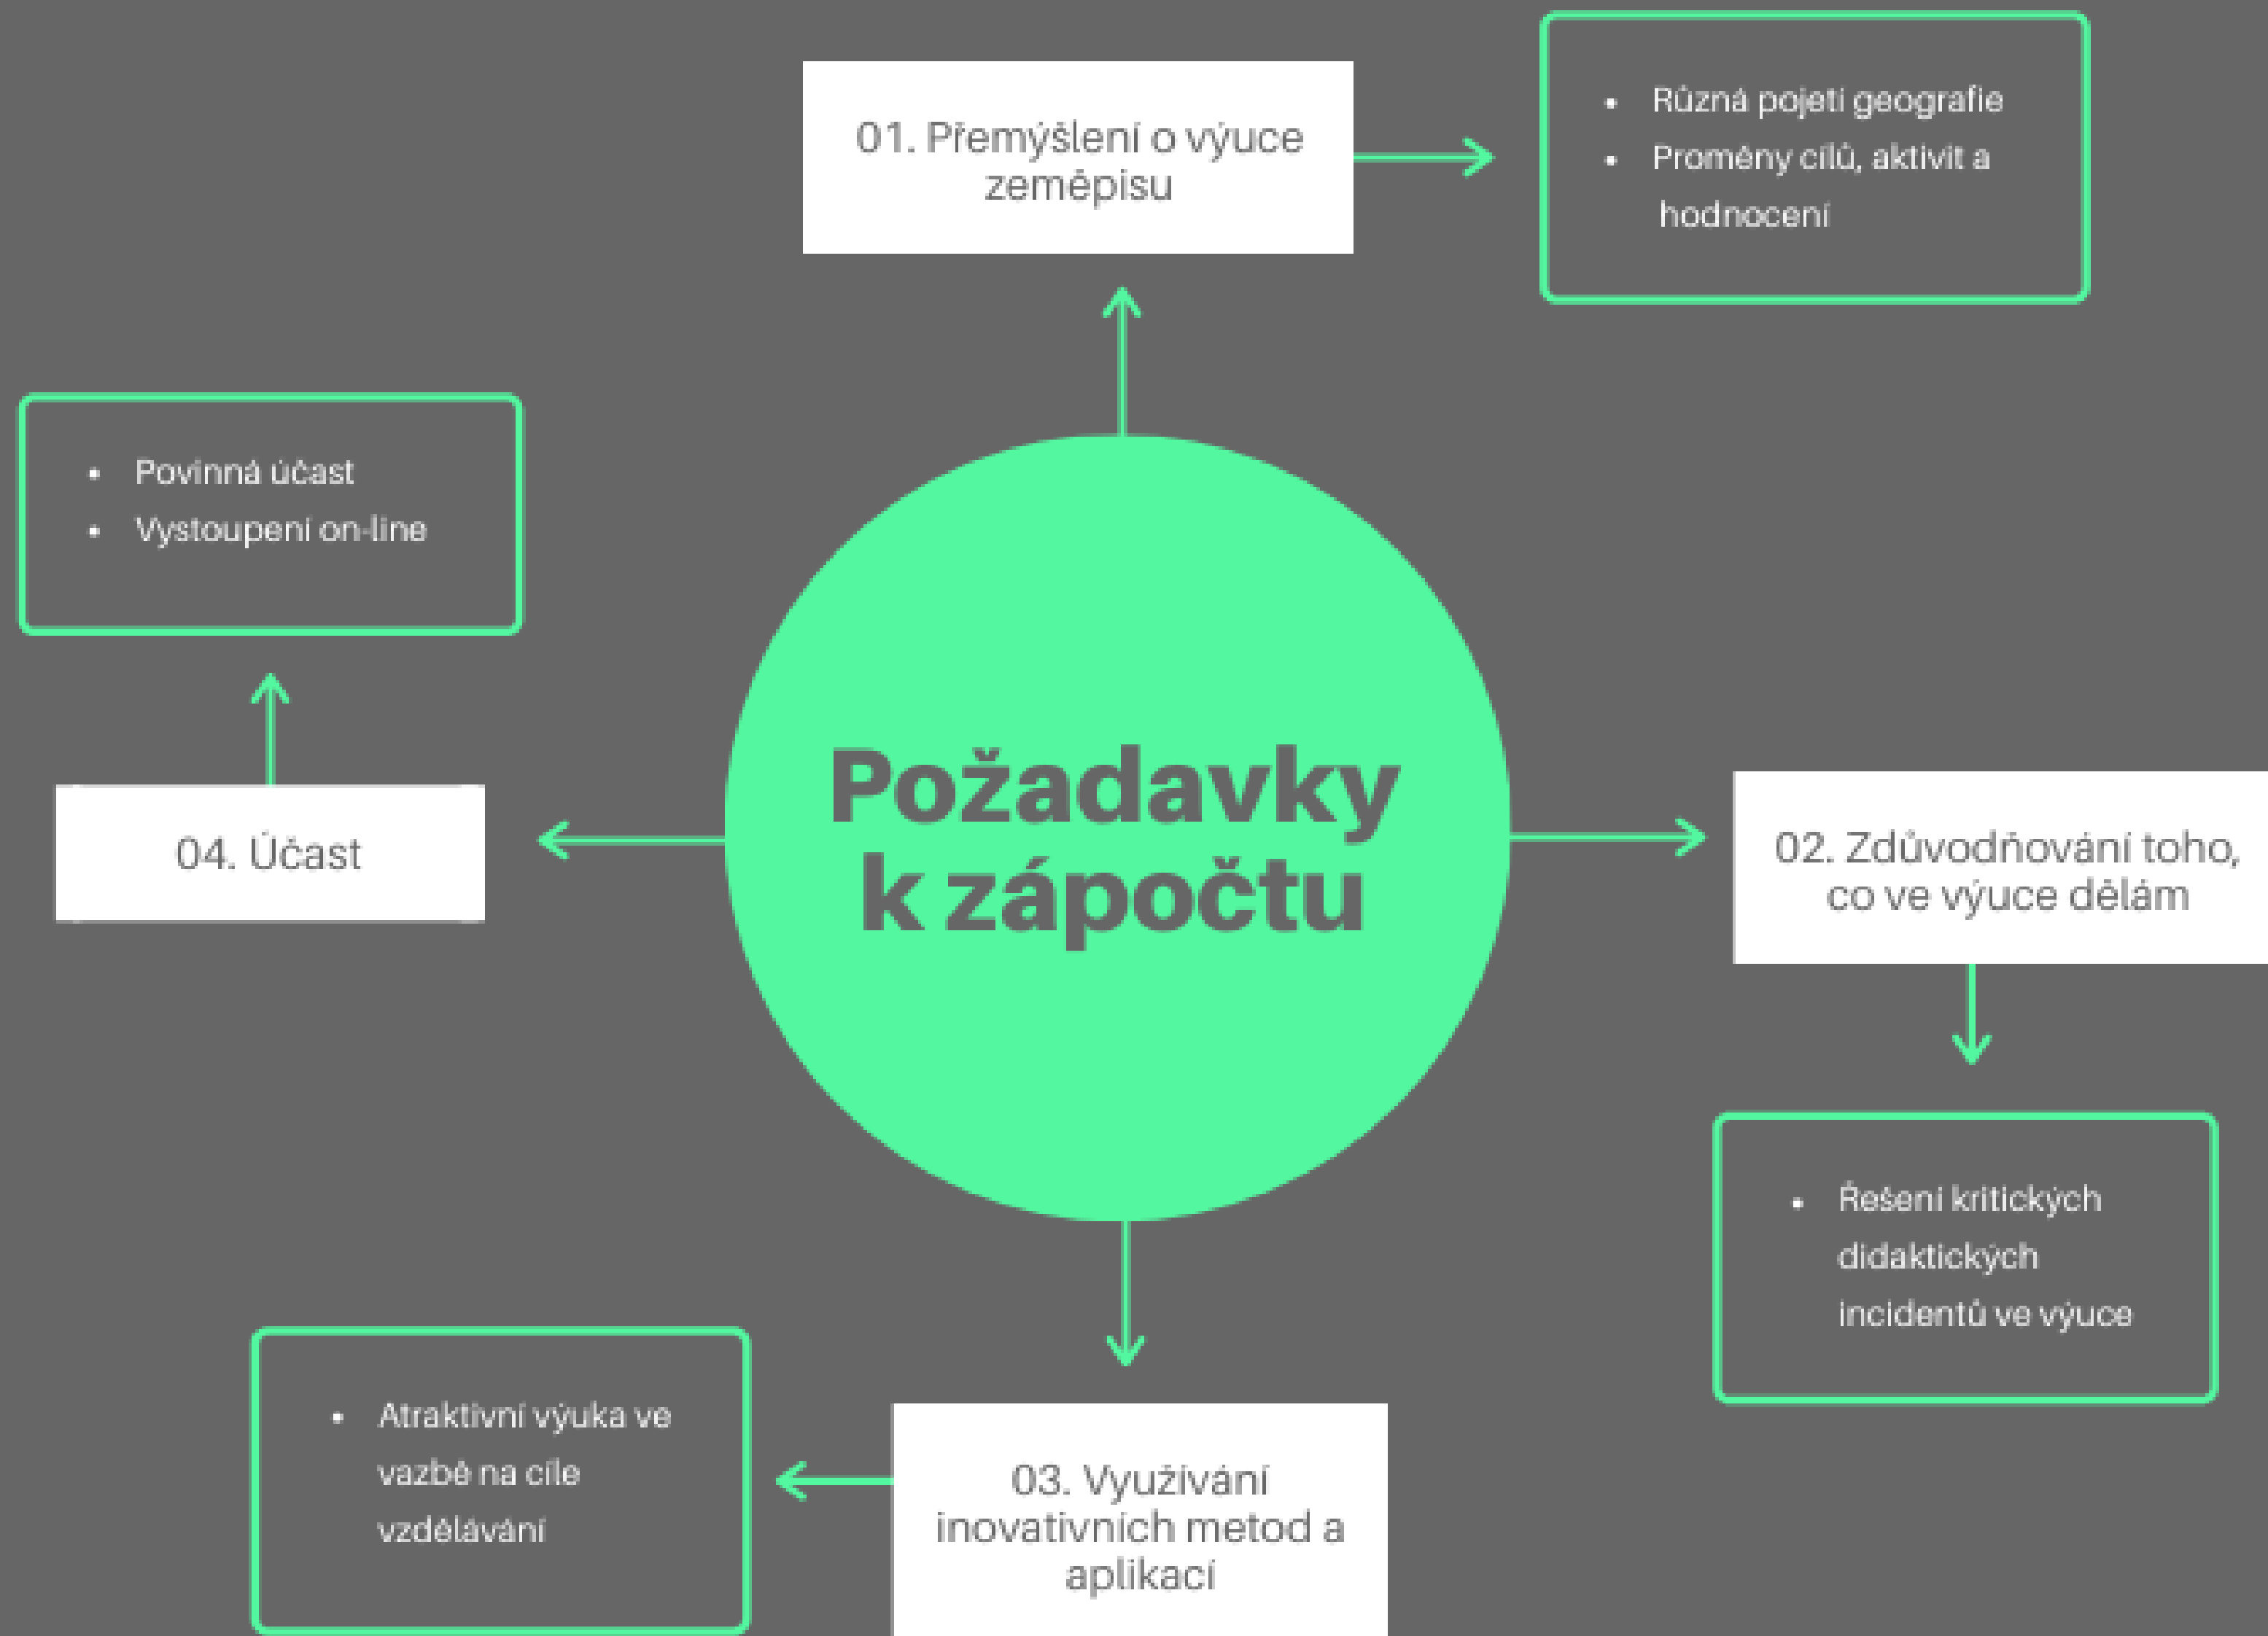 01. Přemýšlení o výuce
zeměpisu
• Různá pojetí geografie
• Proměny cílů, aktivit a
hodnocení
• Povinná účast
• Vystoupení on-line
04. Účast
Požadavky
k zápočtu
02. Zdůvodňování toho,
co ve výuce dělám
• Řešení kritických
didaktických
incidentů ve výuce
• Atraktivní výuka ve
vazbě na cíle
vzdělávání
03. Využívání
inovativních metod a
aplikací